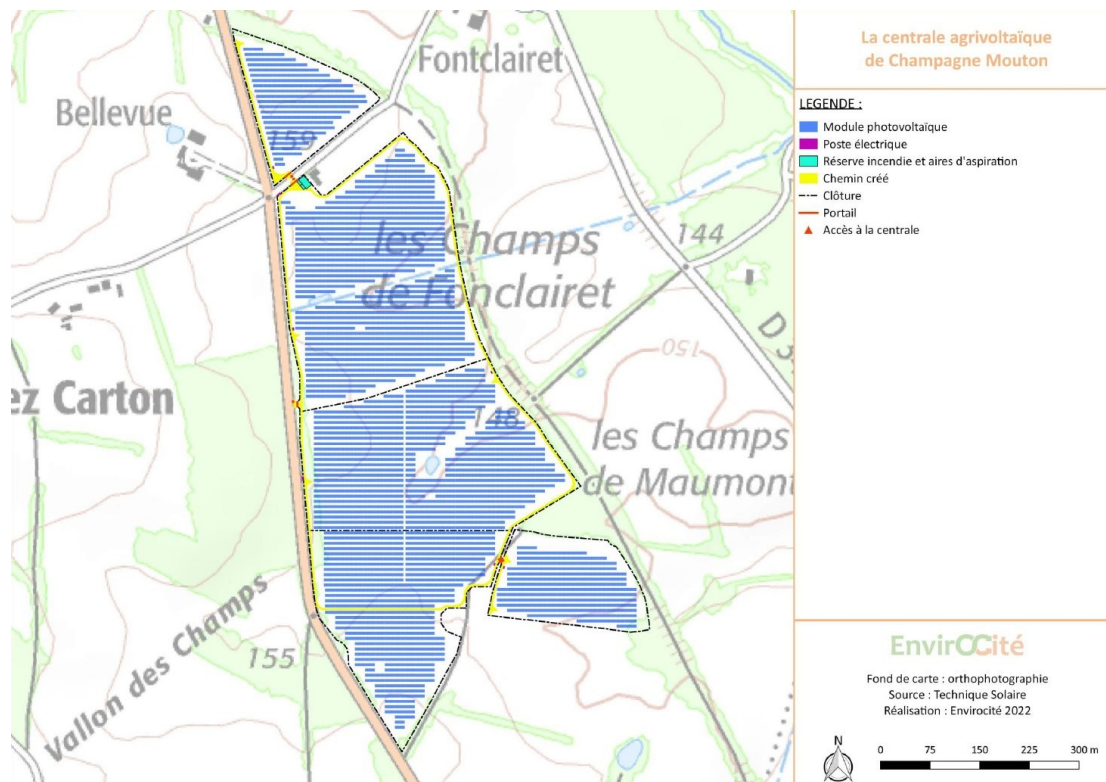 Fontclairet
Bellevue
159
les Champs
de Fonclairet
144
150
D 3
ez Carton
148
les Champs
de Maumont
Vallon des Champs
155
La centrale agrivoltaïque
de Champagne Mouton
LEGENDE :
Module photovoltaïque
Poste électrique
Réserve incendie et aires d'aspiration
Chemin créé
Clôture
Portail
Accès à la centrale
EnvirOCité
Fond de carte : orthophotographie
Source : Technique Solaire
Réalisation : Envirocité 2022
N
0 75 150 225 300 m